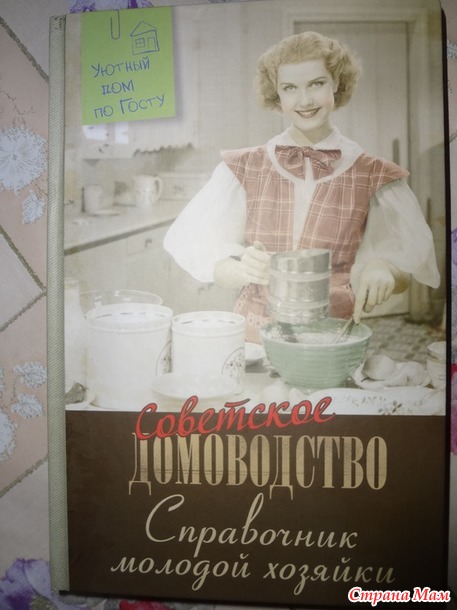 Уютный
дом
по Госту
Советское
ДОМОВОДСТВО
Справочник
молодой хозяйки
Страна Мам